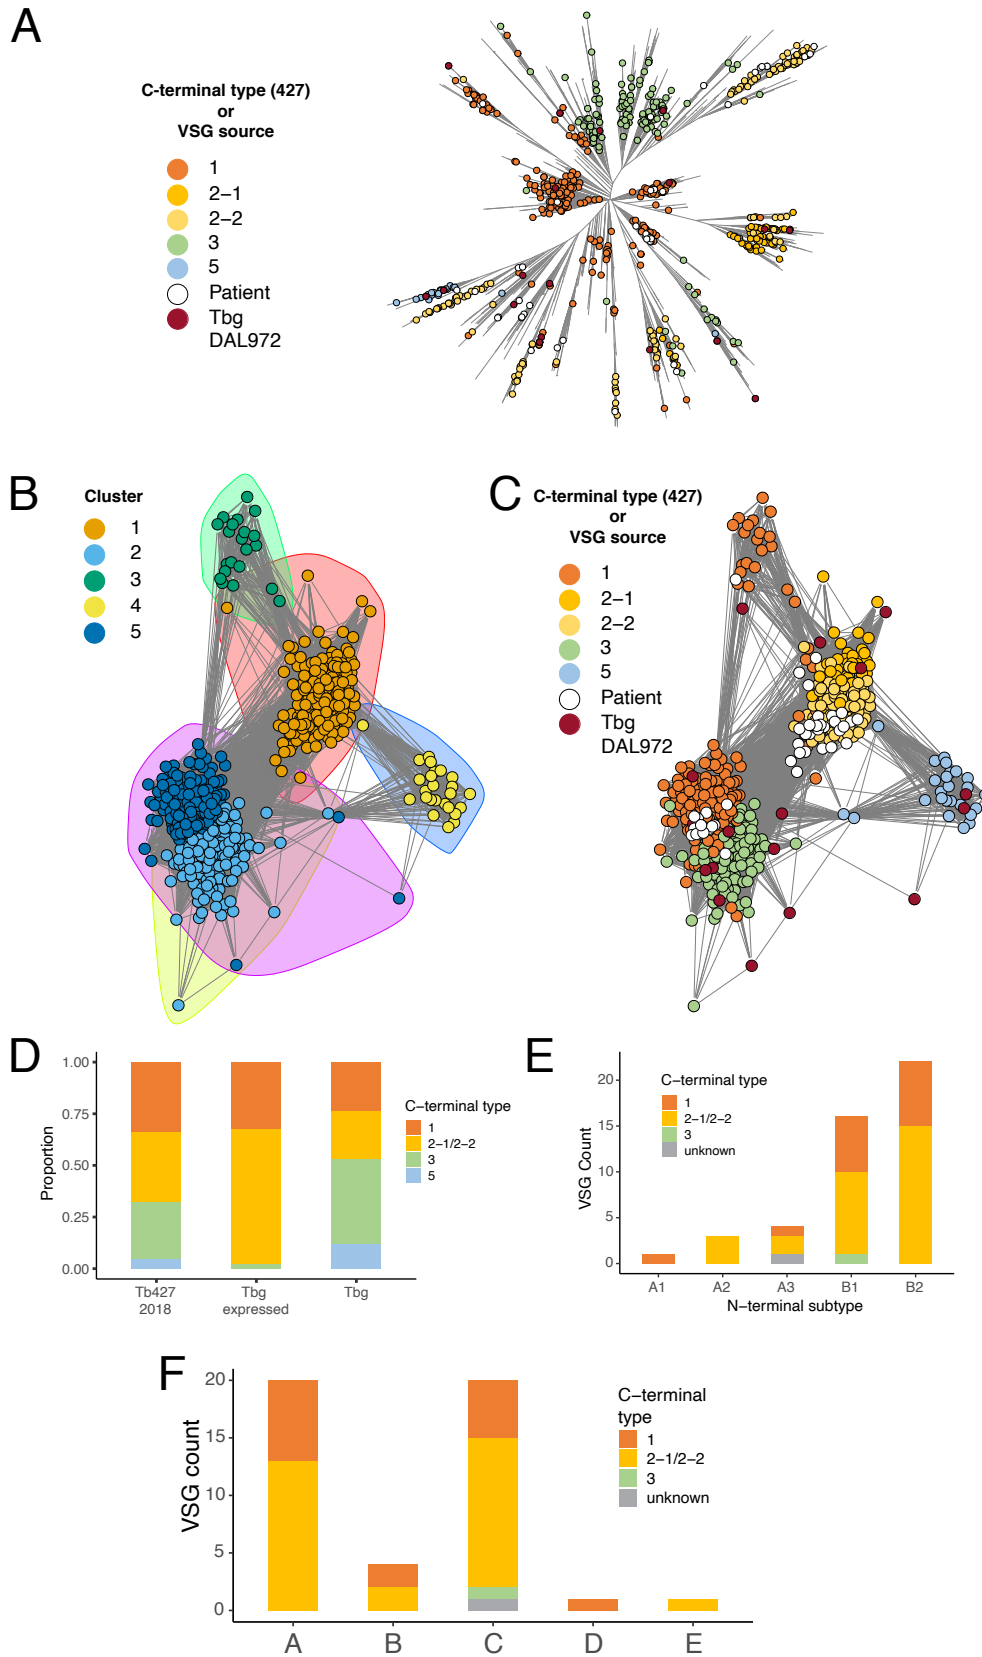 A
C-terminal type (427)
or
VSG source
1
2-1
2-2
3
5
Patient
Tbg
DAL972
B
Cluster
1
2
3
4
5
C
C-terminal type (427)
or
VSG source
1
2-1
2-2
3
5
Patient
Tbg
DAL972
D
1.00
0.75
0.50
0.25
0.00
Proportion
Tb427
2018
Tbg
expressed
Tbg
C-terminal type
1
2-1/2-2
3
5
E
20
15
10
5
0
VSG Count
C-terminal type
1
2-1/2-2
3
unknown
A1 A2 A3 B1 B2
N-terminal subtype
F
20
15
10
5
0
VSG count
C-terminal
type
1
2-1/2-2
3
unknown
A B C D E